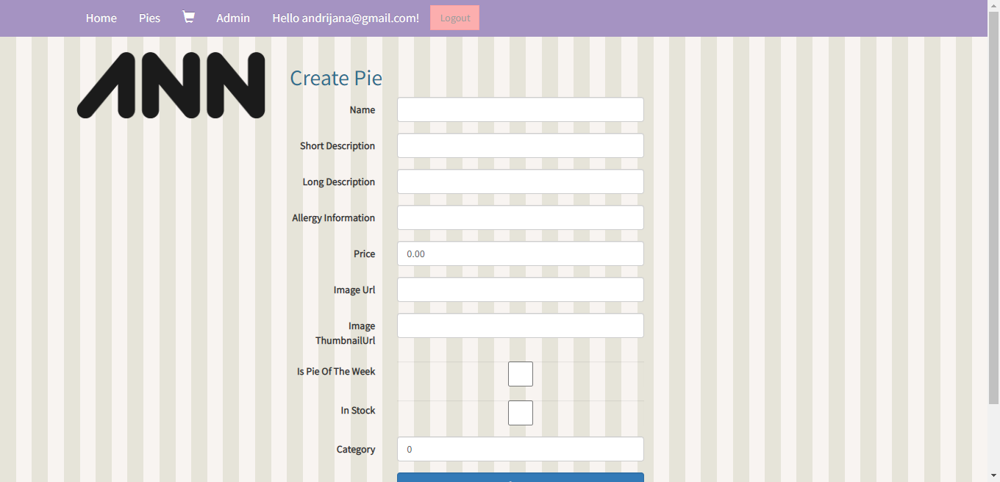 Home Pies Admin Hello andrijana@gmail.com! Logout
ANN
Create Pie
Name
Short Description
Long Description
Allergy Information
Price 0.00
Image Url
Image
ThumbnailUrl
Is Pie Of The Week
In Stock
Category 0